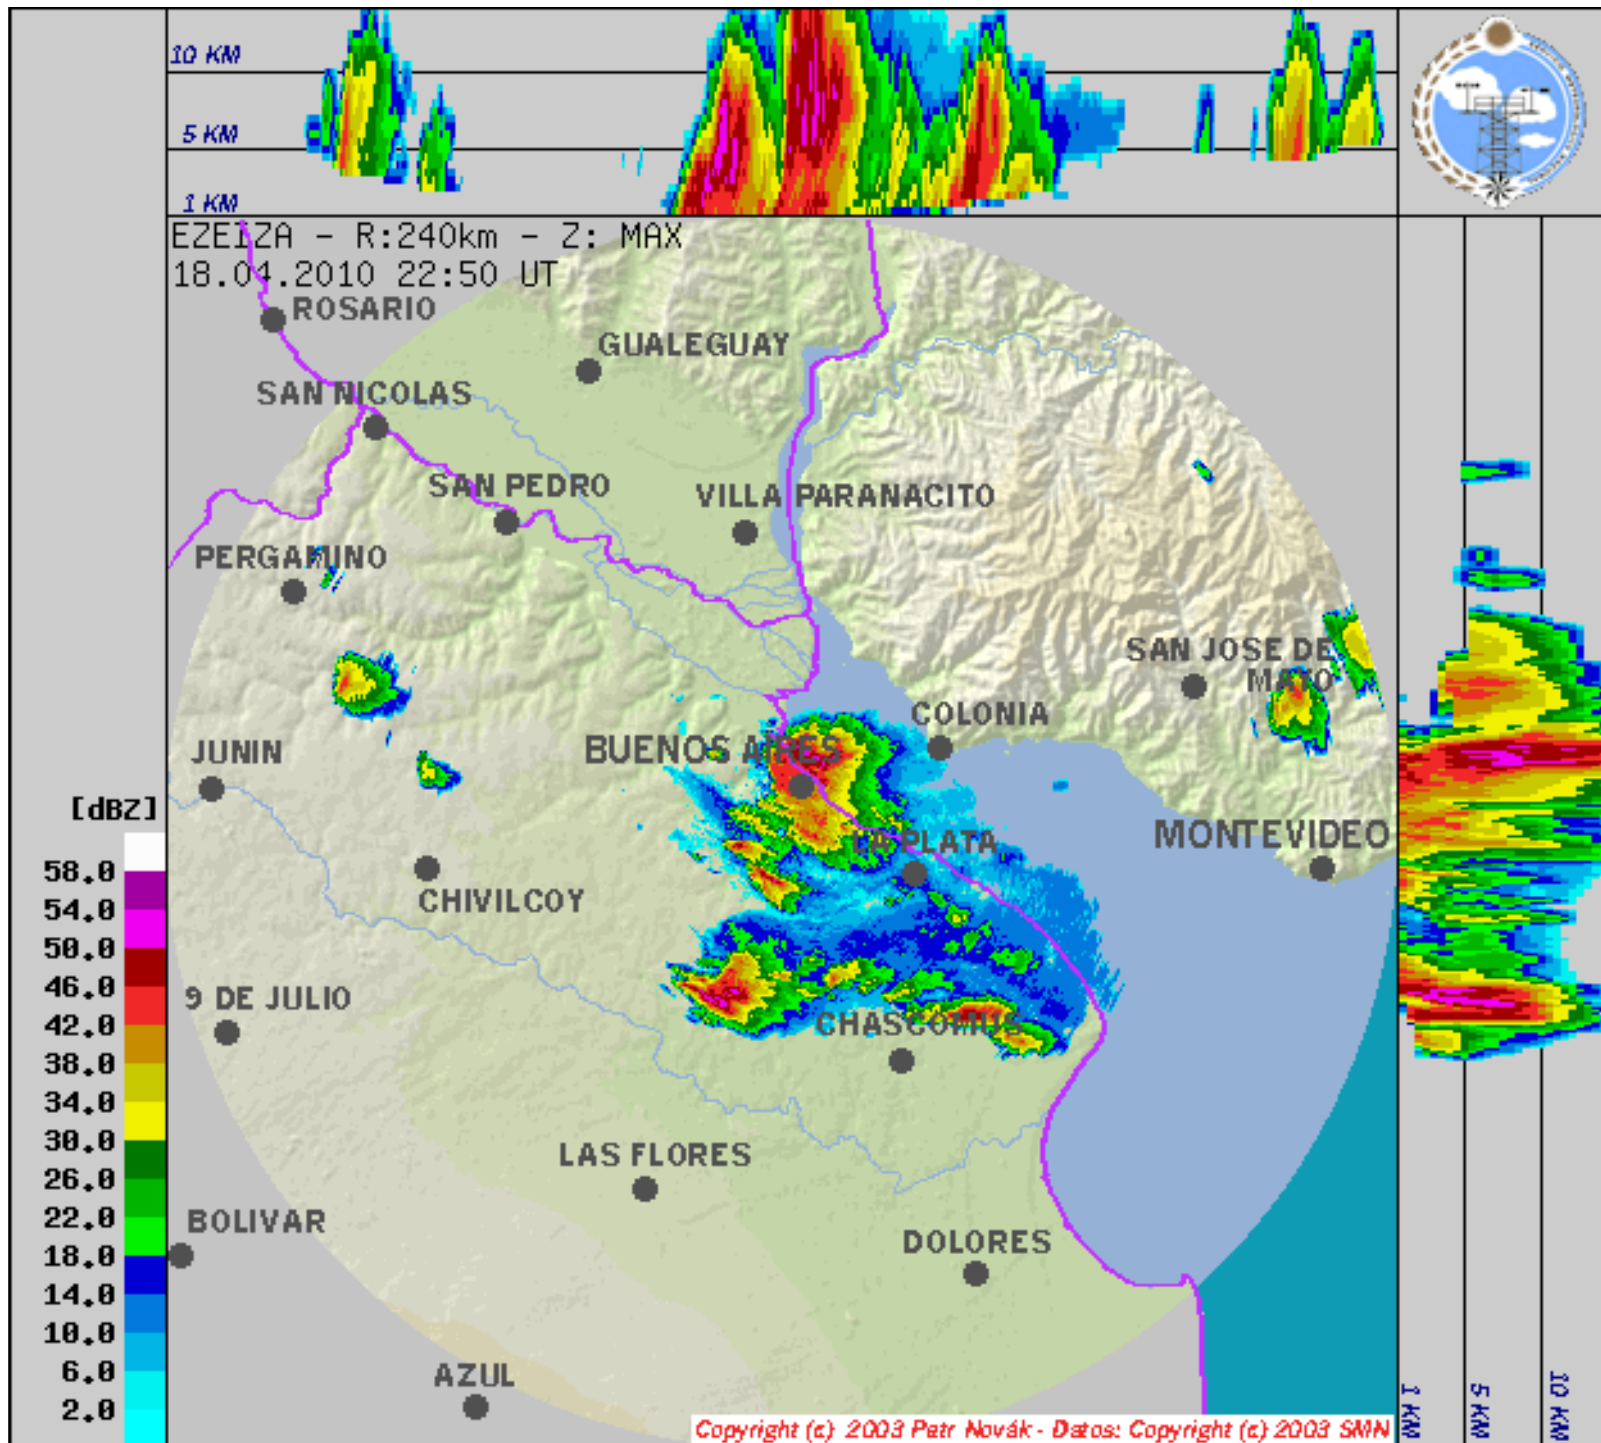 10 KM
5 KM
1 KM
EZEIZA - R:240km - Z: MAX
18.04.2010 22:50 UT
ROSARIO
GUALEGUAY
SAN NICOLAS
SAN PEDRO
VILLA PARANACITO
PERGAMINO
SAN JOSE DE
MAYO
COLONIA
BUENOS AIRES
JUNIN
[dBZ]
LA PLATA
MONTEVIDEO
58.0
CHIVILCOY
54.0
50.0
46.0
9 DE JULIO
42.0
CHASCOMUS
38.0
34.0
30.0
LAS FLORES
26.0
22.0
BOLIVAR
18.0
DOLORES
14.0
10.0
6.0
AZUL
2.0
1 KM
5 KM
10 KM
Copyright (c) 2003 Petr Novák - Datos: Copyright (c) 2003 SMN